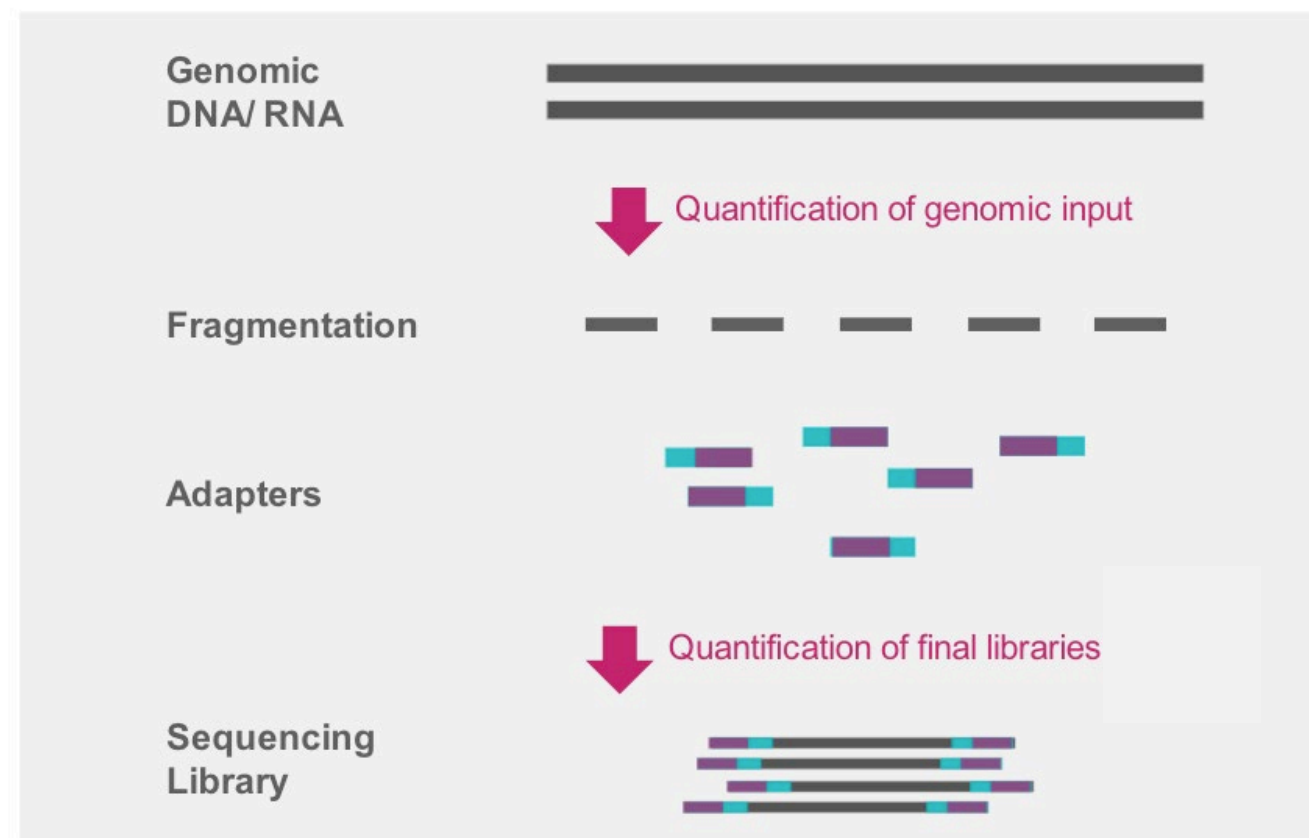 Genomic
DNA/ RNA
Quantification of genomic input
Fragmentation
Adapters
Quantification of final libraries
Sequencing
Library